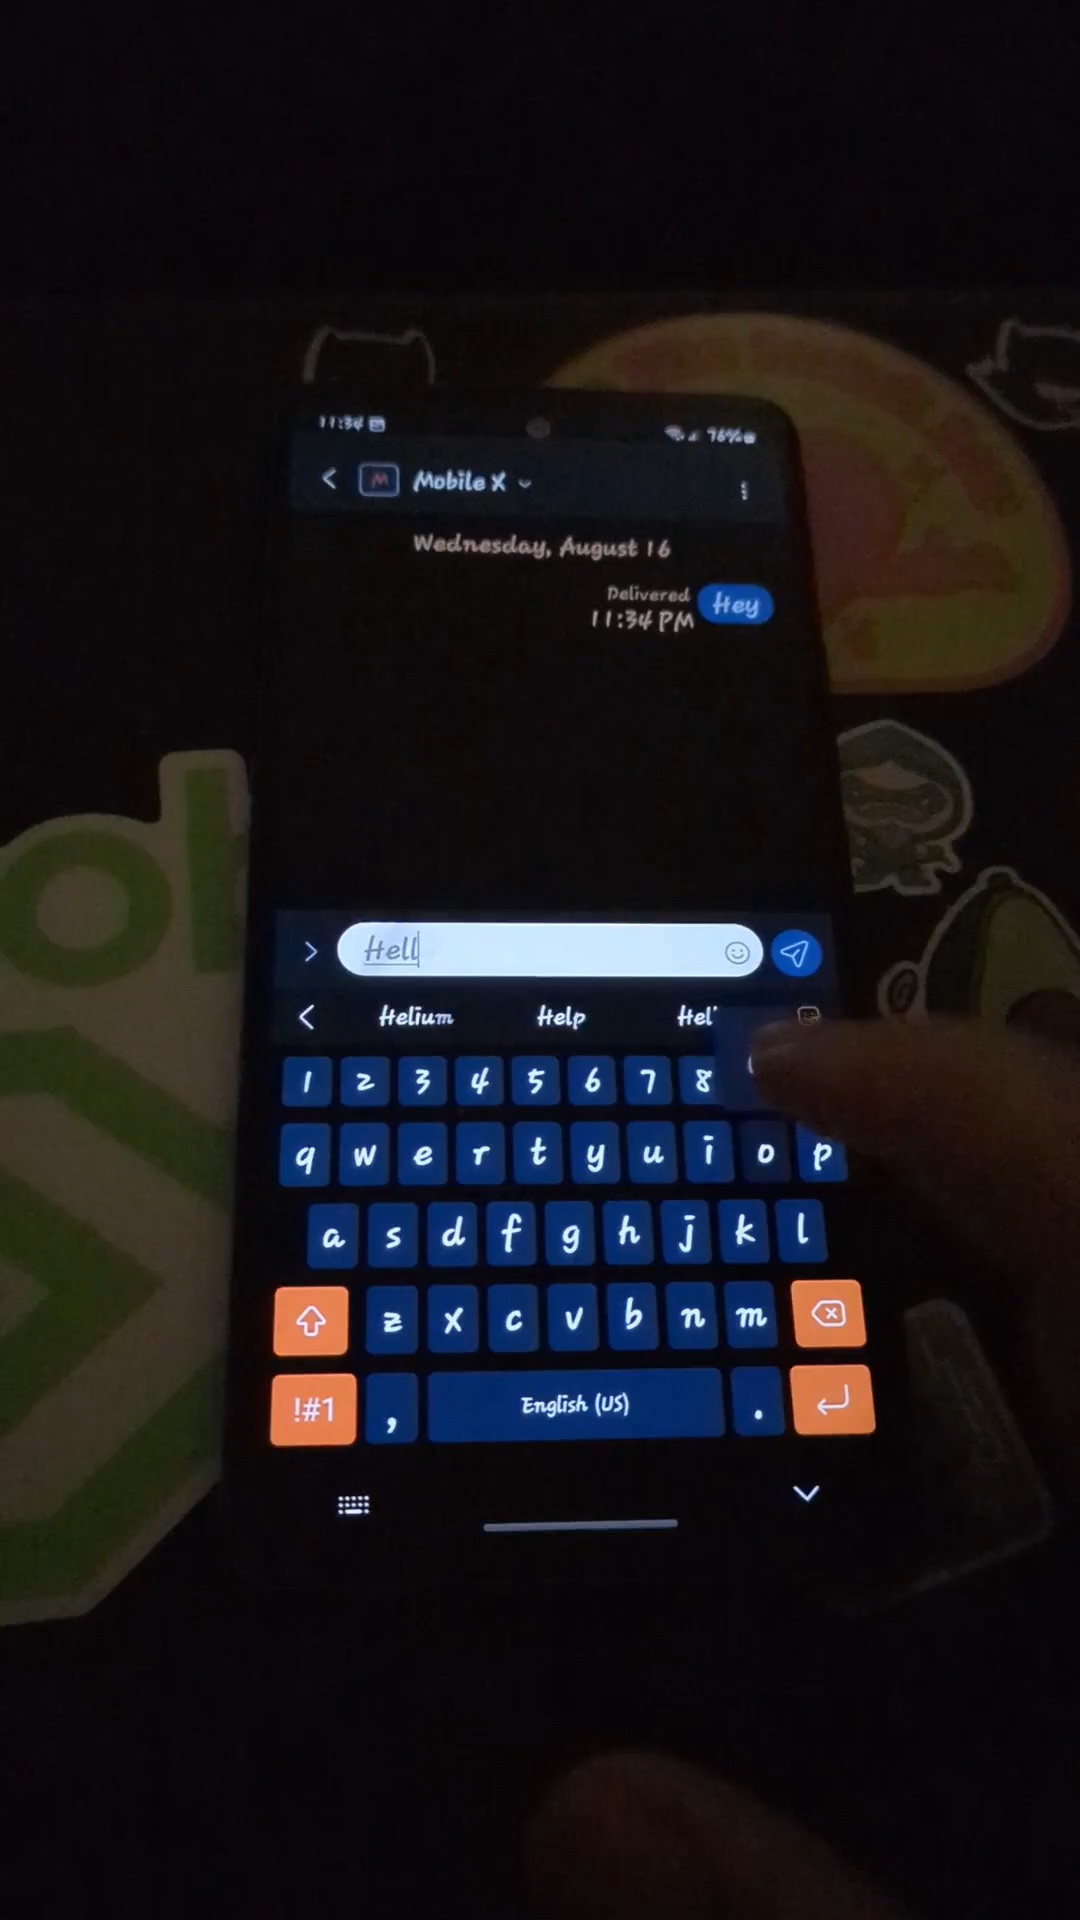 11:34
76%
M
Mobile X
Wednesday, August 16
Delivered
Hey
11:34 PM
Hell
Helium Help
1 2 3 4 5 6 7 8
q w e r t y u i o p
a s d f g h j k l
z x c v b n m
!#1 , English (US) .